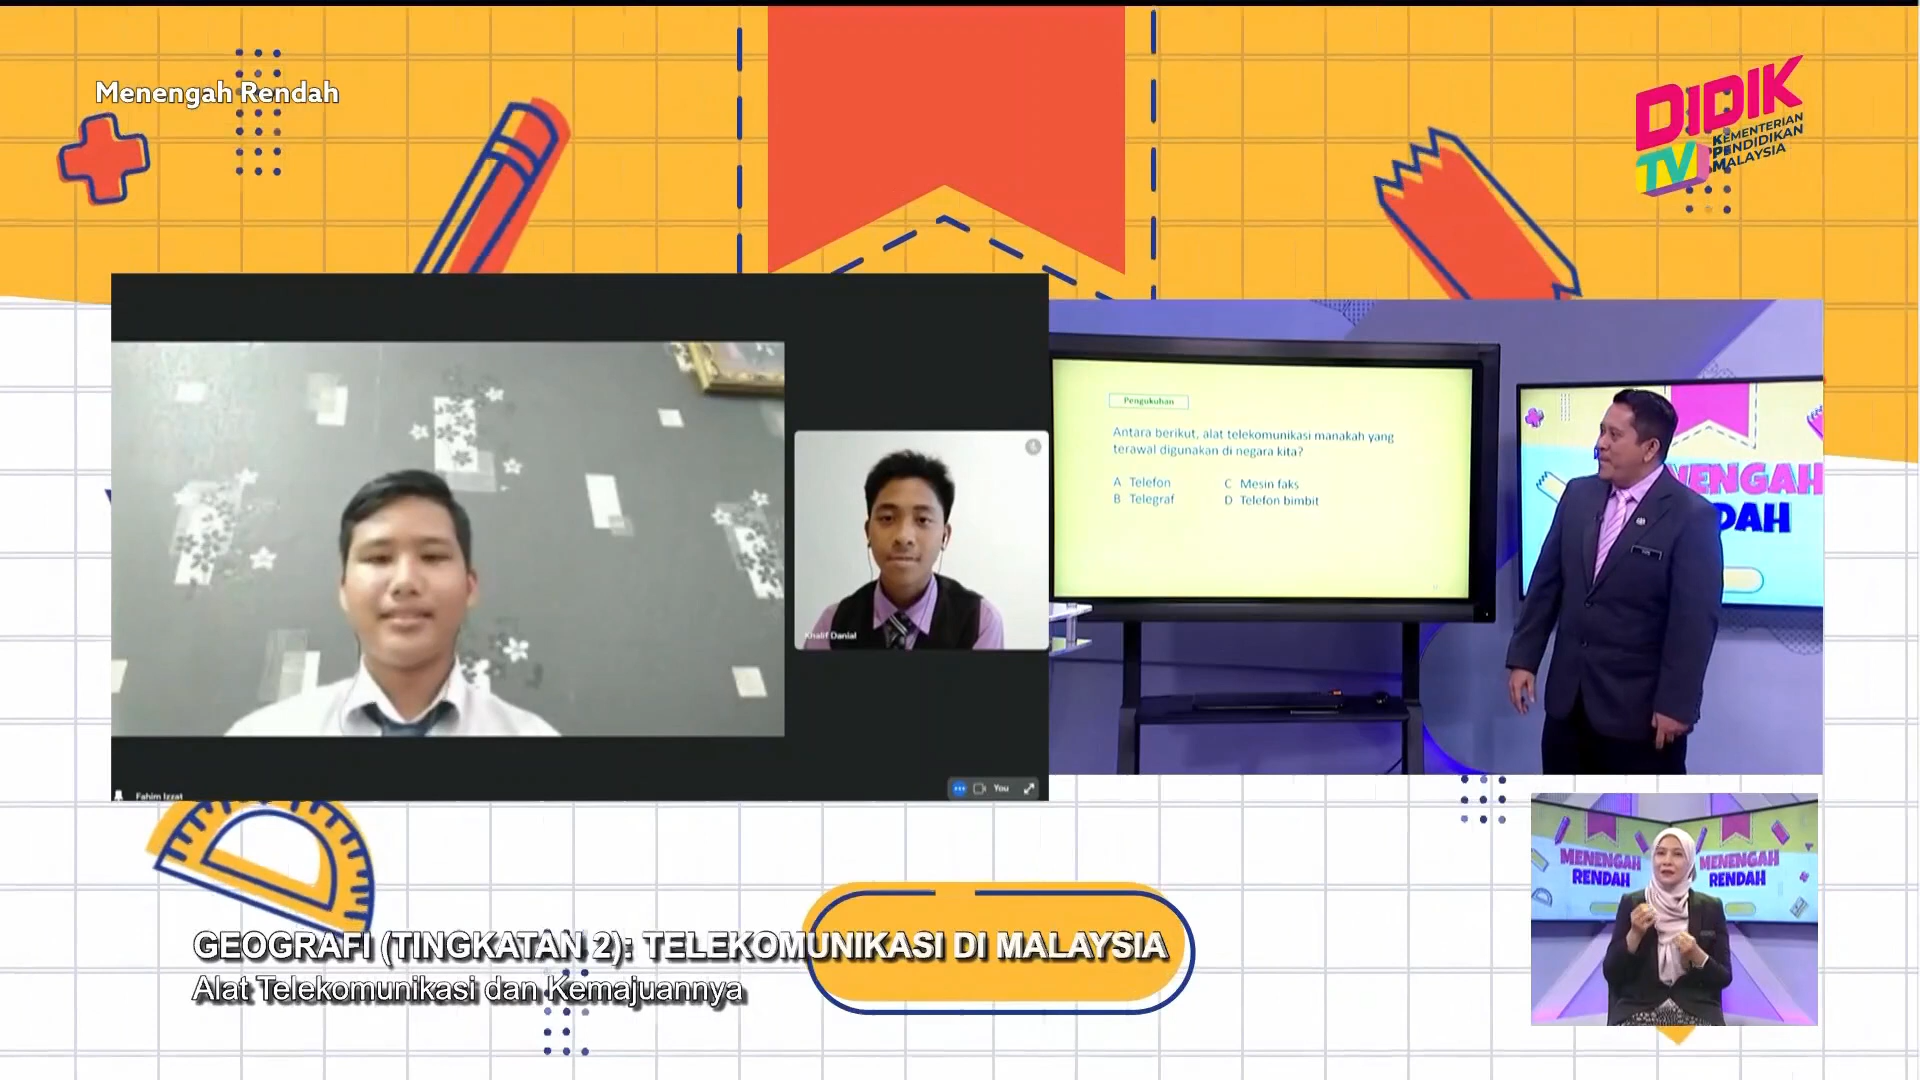 Menengah Rendah
DIDIK
TV
KEMENTERIAN
PENDIDIKAN
MALAYSIA
Pengukuhan
Antara berikut, alat telekomunikasi manakah yang
terawal digunakan di negara kita?
A Telefon C Mesin faks
B Telegraf D Telefon bimbit
MENENGAH
RENDAH
Khalif Danial
Fahim Izzat
You
MENENGAH
RENDAH
MENENGAH
RENDAH
GEOGRAFI (TINGKATAN 2): TELEKOMUNIKASI DI MALAYSIA
Alat Telekomunikasi dan Kemajuannya